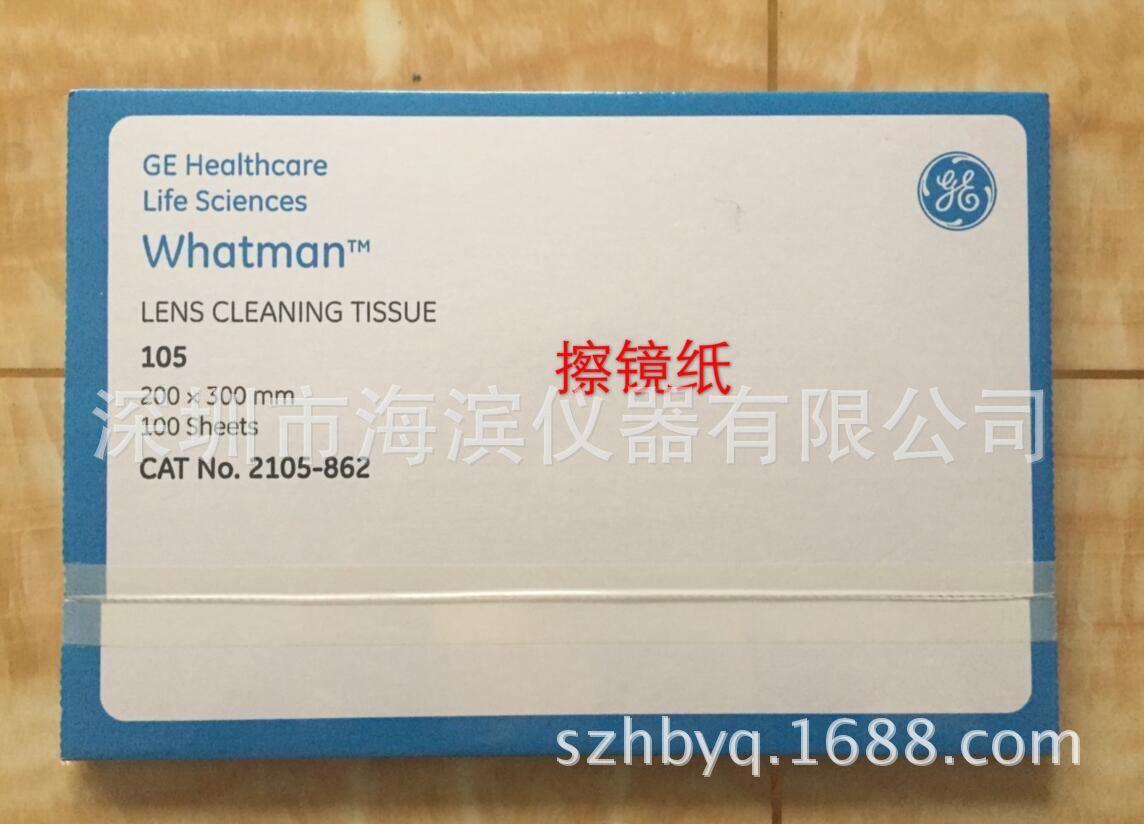 GE Healthcare
Life Sciences
Whatman™
GE
LENS CLEANING TISSUE
105
擦镜纸
200 x 300 mm
100 Sheets
深圳市海滨仪器有限公司
CAT No. 2105-862
szhbyq.1688.com